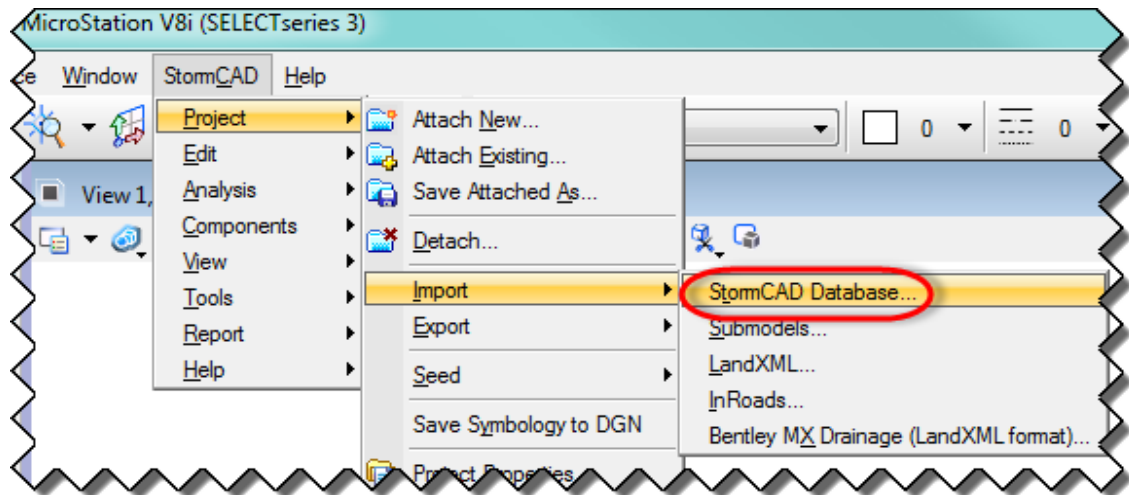 MicroStation V8i (SELECTseries 3)
Window StormCAD Help
Project
Edit
Analysis
Components
View
Tools
Report
Help
Attach New...
Attach Existing...
Save Attached As...
Detach...
Import
Export
Seed
Save Symbology to DGN
Project Properties
StormCAD Database...
Submodels...
LandXML...
InRoads...
Bentley MX Drainage (LandXML format)...
0
0
View 1,